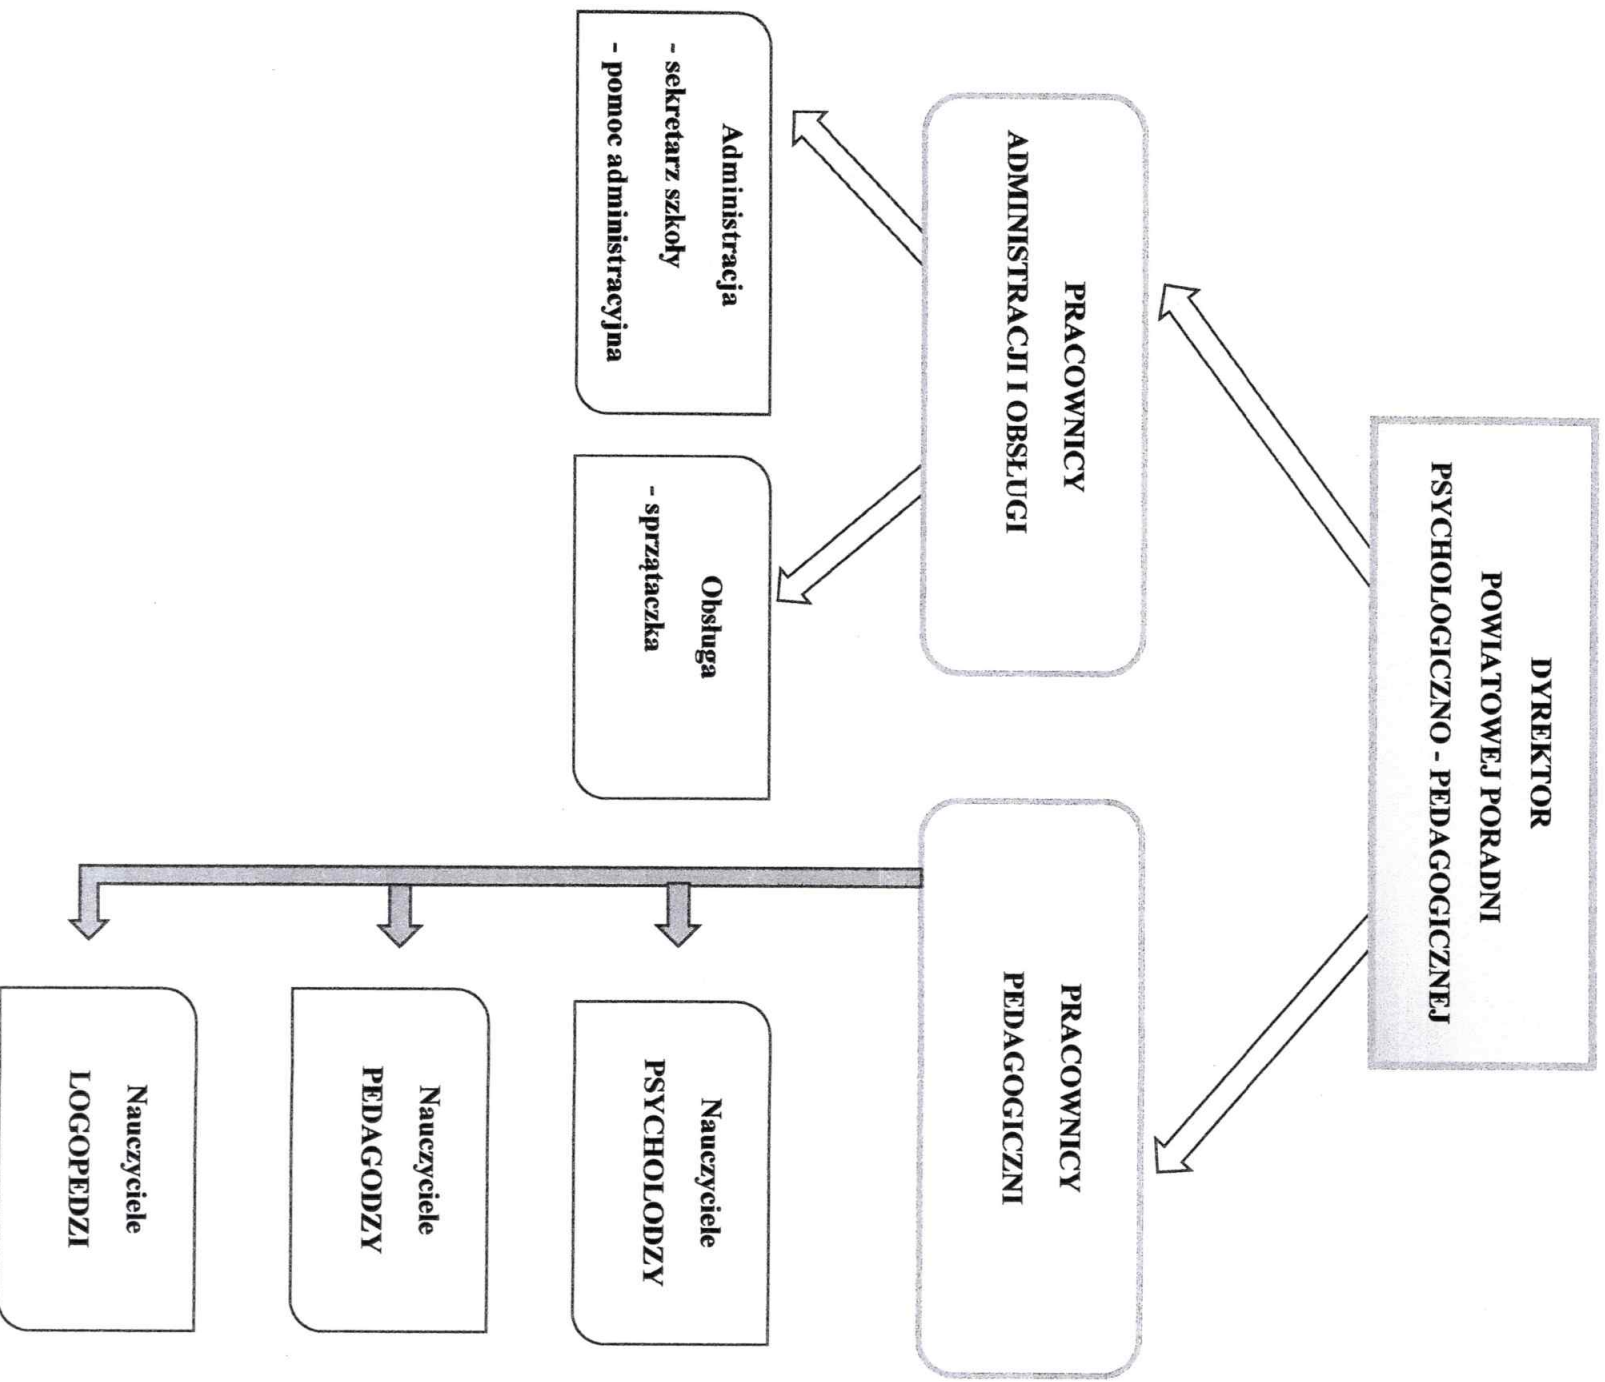 DYREKTOR
POWIATOWEJ PORADNI
PSYCHOLOGICZNO - PEDAGOGICZNEJ
PRACOWNICY
ADMINISTRACJI I OBSŁUGI
PRACOWNICY
PEDAGOGICZNI
Administracja
- sekretarz szkoły
- pomoc administracyjna
Obsługa
- sprzątaczka
Nauczyciele
PSYCHOLODZY
Nauczyciele
PEDAGODZY
Nauczyciele
LOGOPEDZI